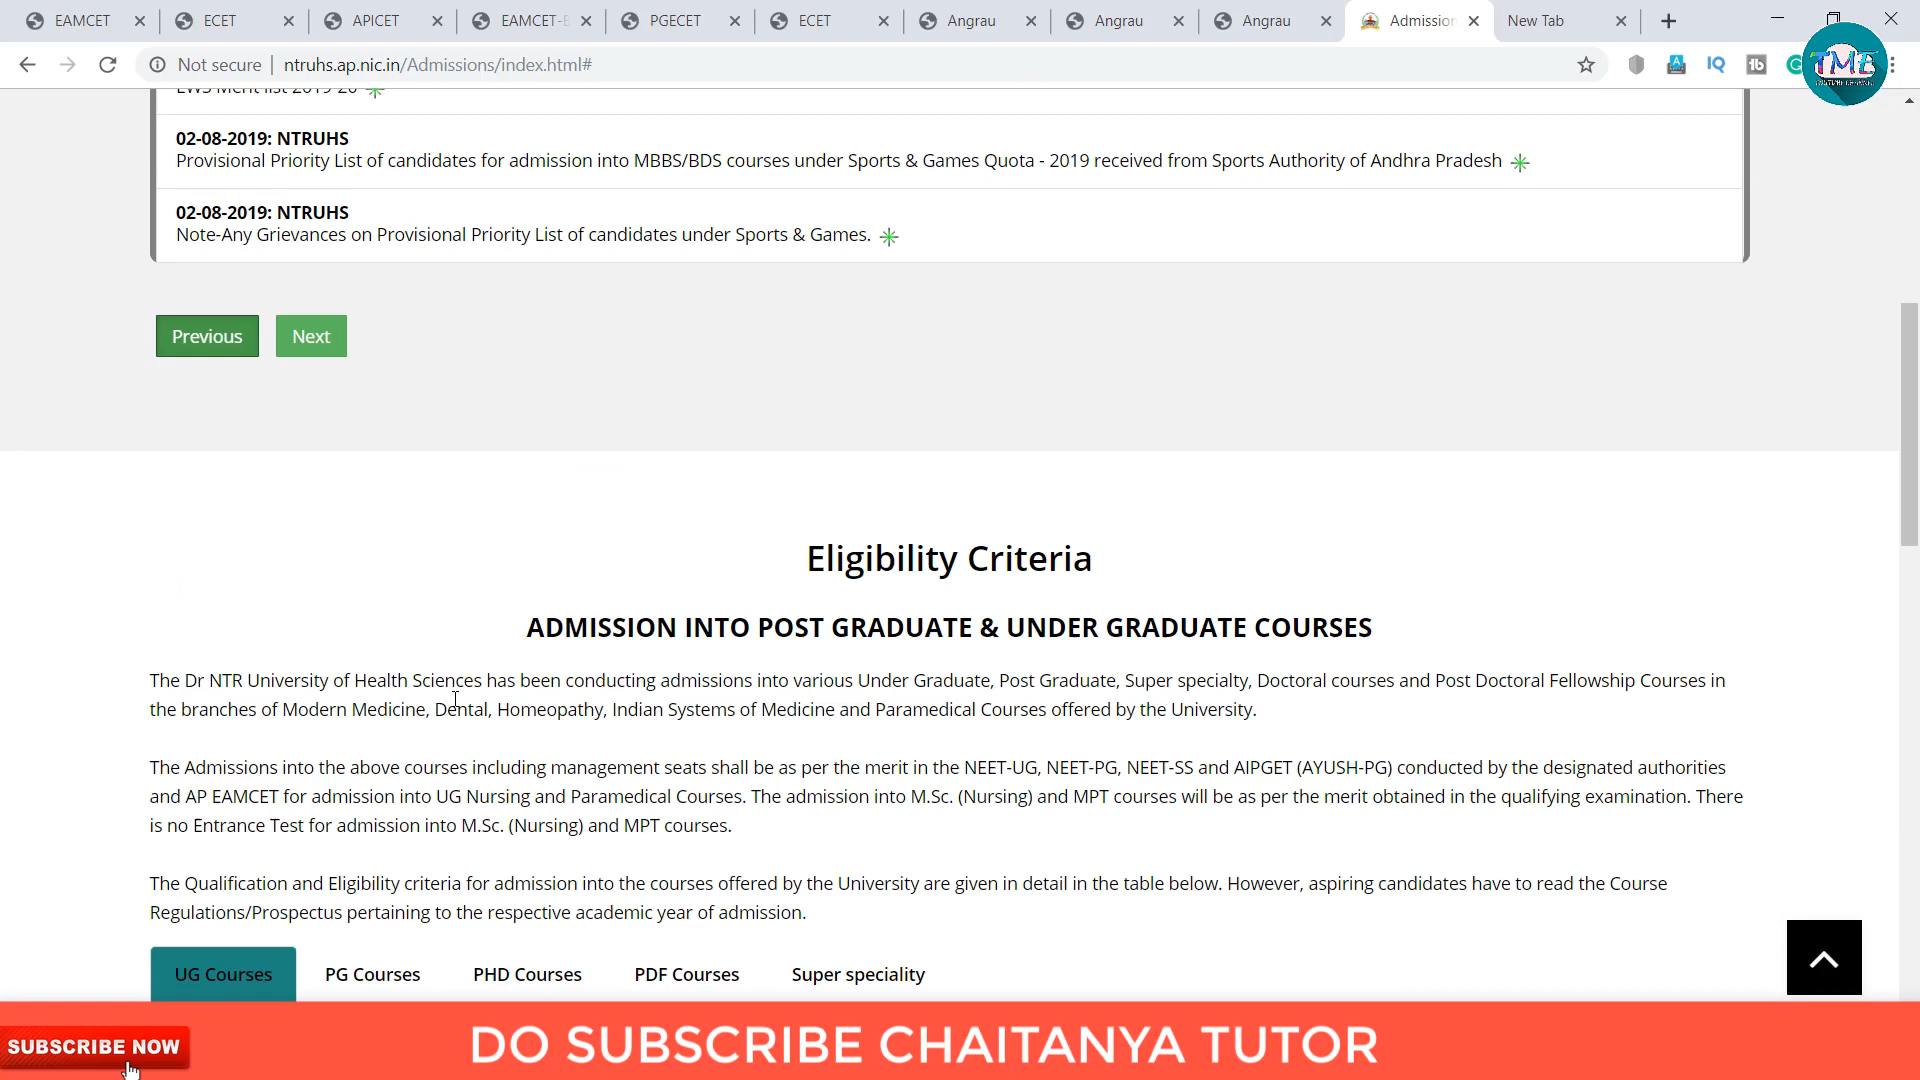 EAMCET ECET APICET EAMCET-E PGECET ECET Angrau Angrau Angrau Admission New Tab
Not secure ntruhs.ap.nic.in/Admissions/index.html#
TME
EWS Merit list 2019-20
02-08-2019: NTRUHS
Provisional Priority List of candidates for admission into MBBS/BDS courses under Sports & Games Quota - 2019 received from Sports Authority of Andhra Pradesh
02-08-2019: NTRUHS
Note-Any Grievances on Provisional Priority List of candidates under Sports & Games.
Previous Next
Eligibility Criteria
ADMISSION INTO POST GRADUATE & UNDER GRADUATE COURSES
The Dr NTR University of Health Sciences has been conducting admissions into various Under Graduate, Post Graduate, Super specialty, Doctoral courses and Post Doctoral Fellowship Courses in
the branches of Modern Medicine, Dental, Homeopathy, Indian Systems of Medicine and Paramedical Courses offered by the University.
The Admissions into the above courses including management seats shall be as per the merit in the NEET-UG, NEET-PG, NEET-SS and AIPGET (AYUSH-PG) conducted by the designated authorities
and AP EAMCET for admission into UG Nursing and Paramedical Courses. The admission into M.Sc. (Nursing) and MPT courses will be as per the merit obtained in the qualifying examination. There
is no Entrance Test for admission into M.Sc. (Nursing) and MPT courses.
The Qualification and Eligibility criteria for admission into the courses offered by the University are given in detail in the table below. However, aspiring candidates have to read the Course
Regulations/Prospectus pertaining to the respective academic year of admission.
UG Courses PG Courses PHD Courses PDF Courses Super speciality
SUBSCRIBE NOW
DO SUBSCRIBE CHAITANYA TUTOR